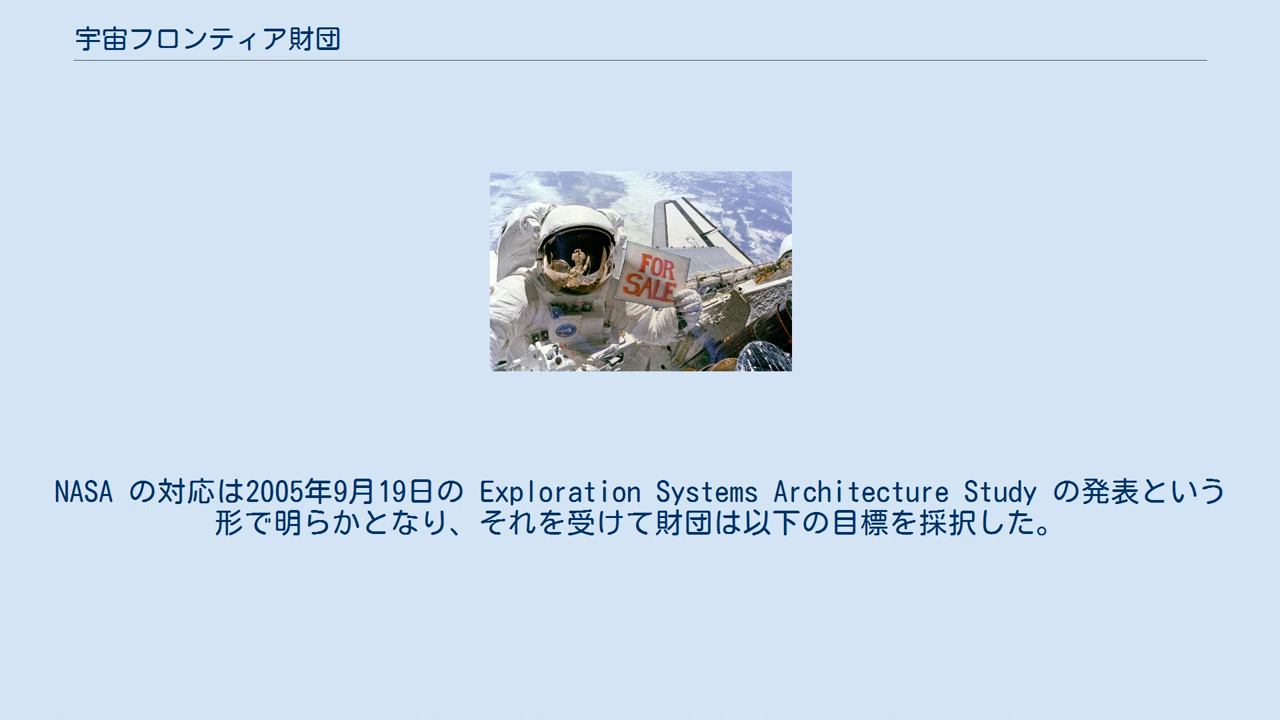 宇宙フロンティア財団
FOR
SALE
NASA の対応は2005年9月19日の Exploration Systems Architecture Study の発表という
形で明らかとなり、それを受けて財団は以下の目標を採択した。